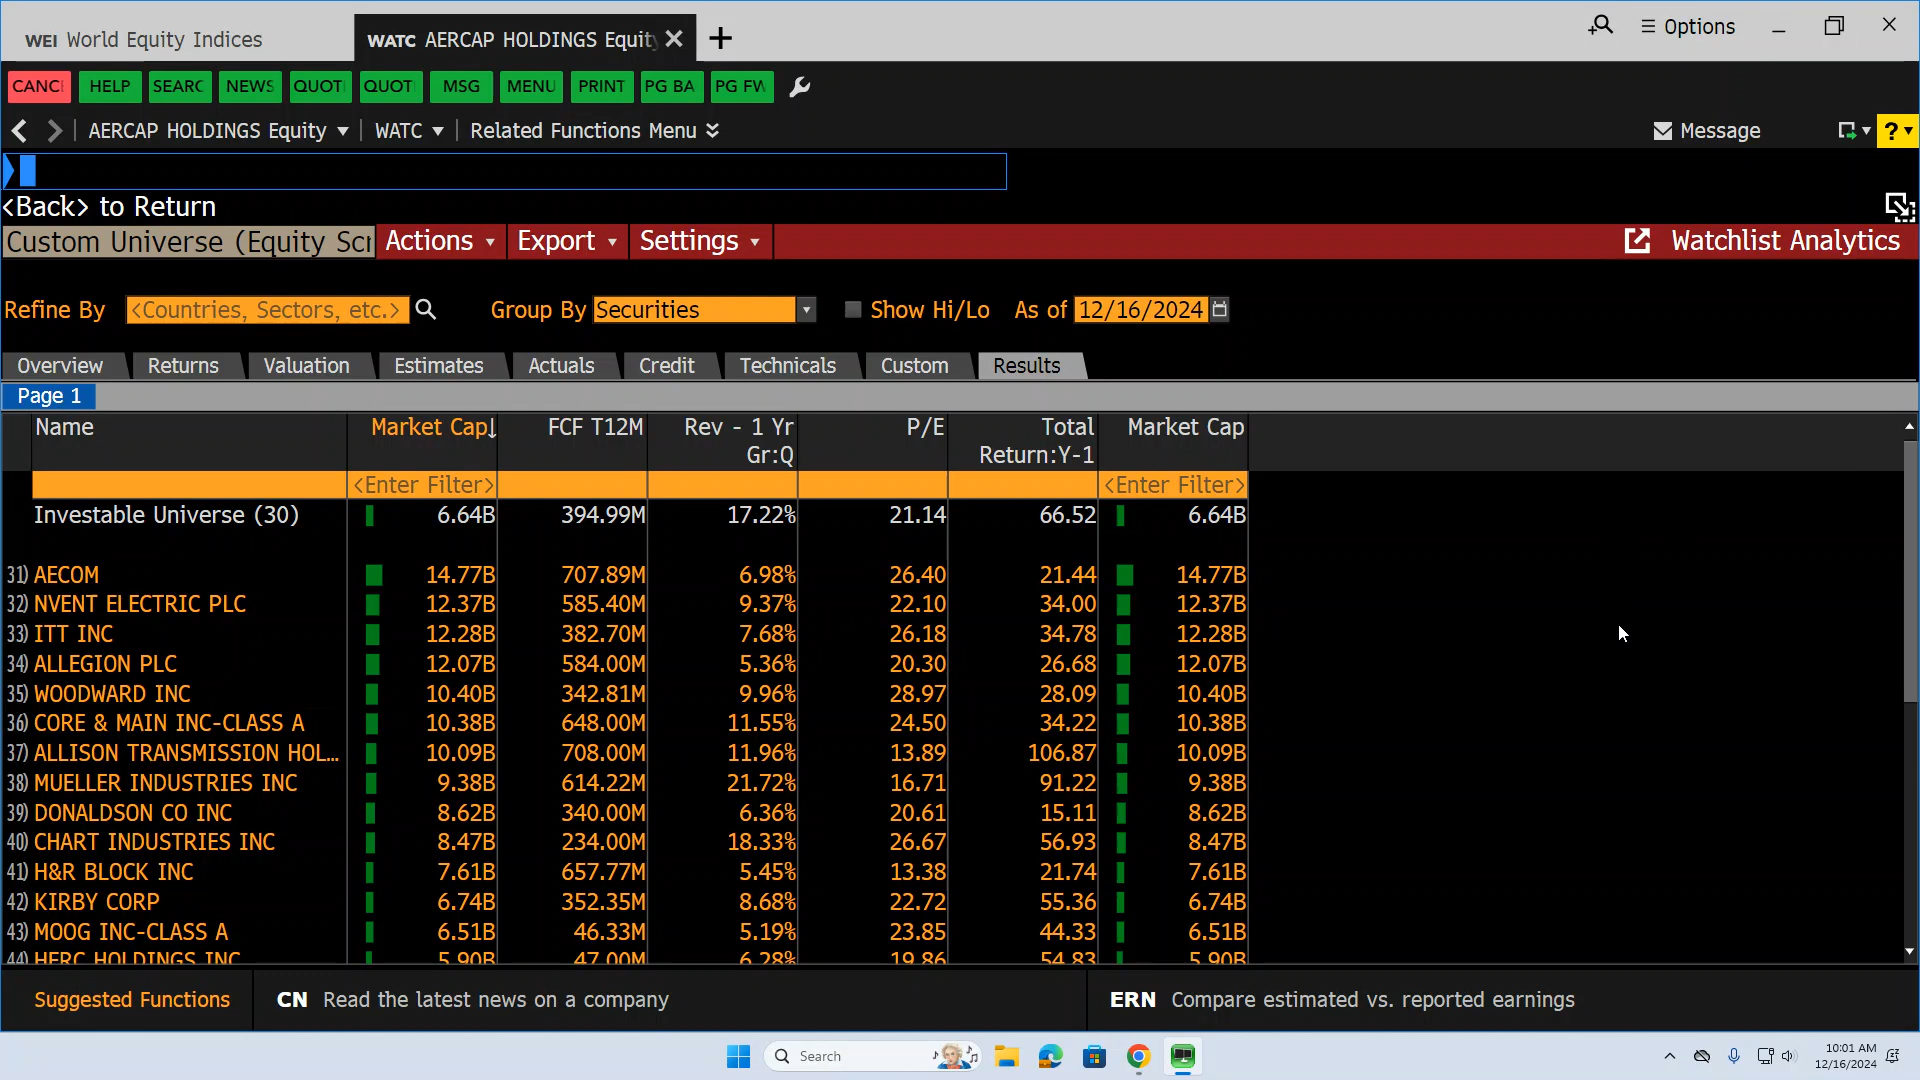 WEI World Equity Indices
WATC AERCAP HOLDINGS Equity
Options
CANC HELP SEARC NEWS QUOT QUOT MSG MENU PRINT PG BA PG FW
AERCAP HOLDINGS Equity WATC Related Functions Menu Message ?
<Back> to Return
Custom Universe (Equity Scr Actions Export Settings Watchlist Analytics
Refine By <Countries, Sectors, etc.> Group By Securities Show Hi/Lo As of 12/16/2024
Overview Returns Valuation Estimates Actuals Credit Technicals Custom Results
Page 1
Name Market Cap↓ FCF T12M Rev - 1 Yr P/E Total Market Cap
Gr:Q Return:Y-1
<Enter Filter> <Enter Filter>
Investable Universe (30) 6.64B 394.99M 17.22% 21.14 66.52 6.64B
31) AECOM 14.77B 707.89M 6.98% 26.40 21.44 14.77B
32) NVENT ELECTRIC PLC 12.37B 585.40M 9.37% 22.10 34.00 12.37B
33) ITT INC 12.28B 382.70M 7.68% 26.18 34.78 12.28B
34) ALLEGION PLC 12.07B 584.00M 5.36% 20.30 26.68 12.07B
35) WOODWARD INC 10.40B 342.81M 9.96% 28.97 28.09 10.40B
36) CORE & MAIN INC-CLASS A 10.38B 648.00M 11.55% 24.50 34.22 10.38B
37) ALLISON TRANSMISSION HOL... 10.09B 708.00M 11.96% 13.89 106.87 10.09B
38) MUELLER INDUSTRIES INC 9.38B 614.22M 21.72% 16.71 91.22 9.38B
39) DONALDSON CO INC 8.62B 340.00M 6.36% 20.61 15.11 8.62B
40) CHART INDUSTRIES INC 8.47B 234.00M 18.33% 26.67 56.93 8.47B
41) H&R BLOCK INC 7.61B 657.77M 5.45% 13.38 21.74 7.61B
42) KIRBY CORP 6.74B 352.35M 8.68% 22.72 55.36 6.74B
43) MOOG INC-CLASS A 6.51B 46.33M 5.19% 23.85 44.33 6.51B
44) HERC HOLDINGS INC 5.90B 47.00M 6.28% 19.86 54.83 5.90B
Suggested Functions CN Read the latest news on a company ERN Compare estimated vs. reported earnings
Search
10:01 AM
12/16/2024